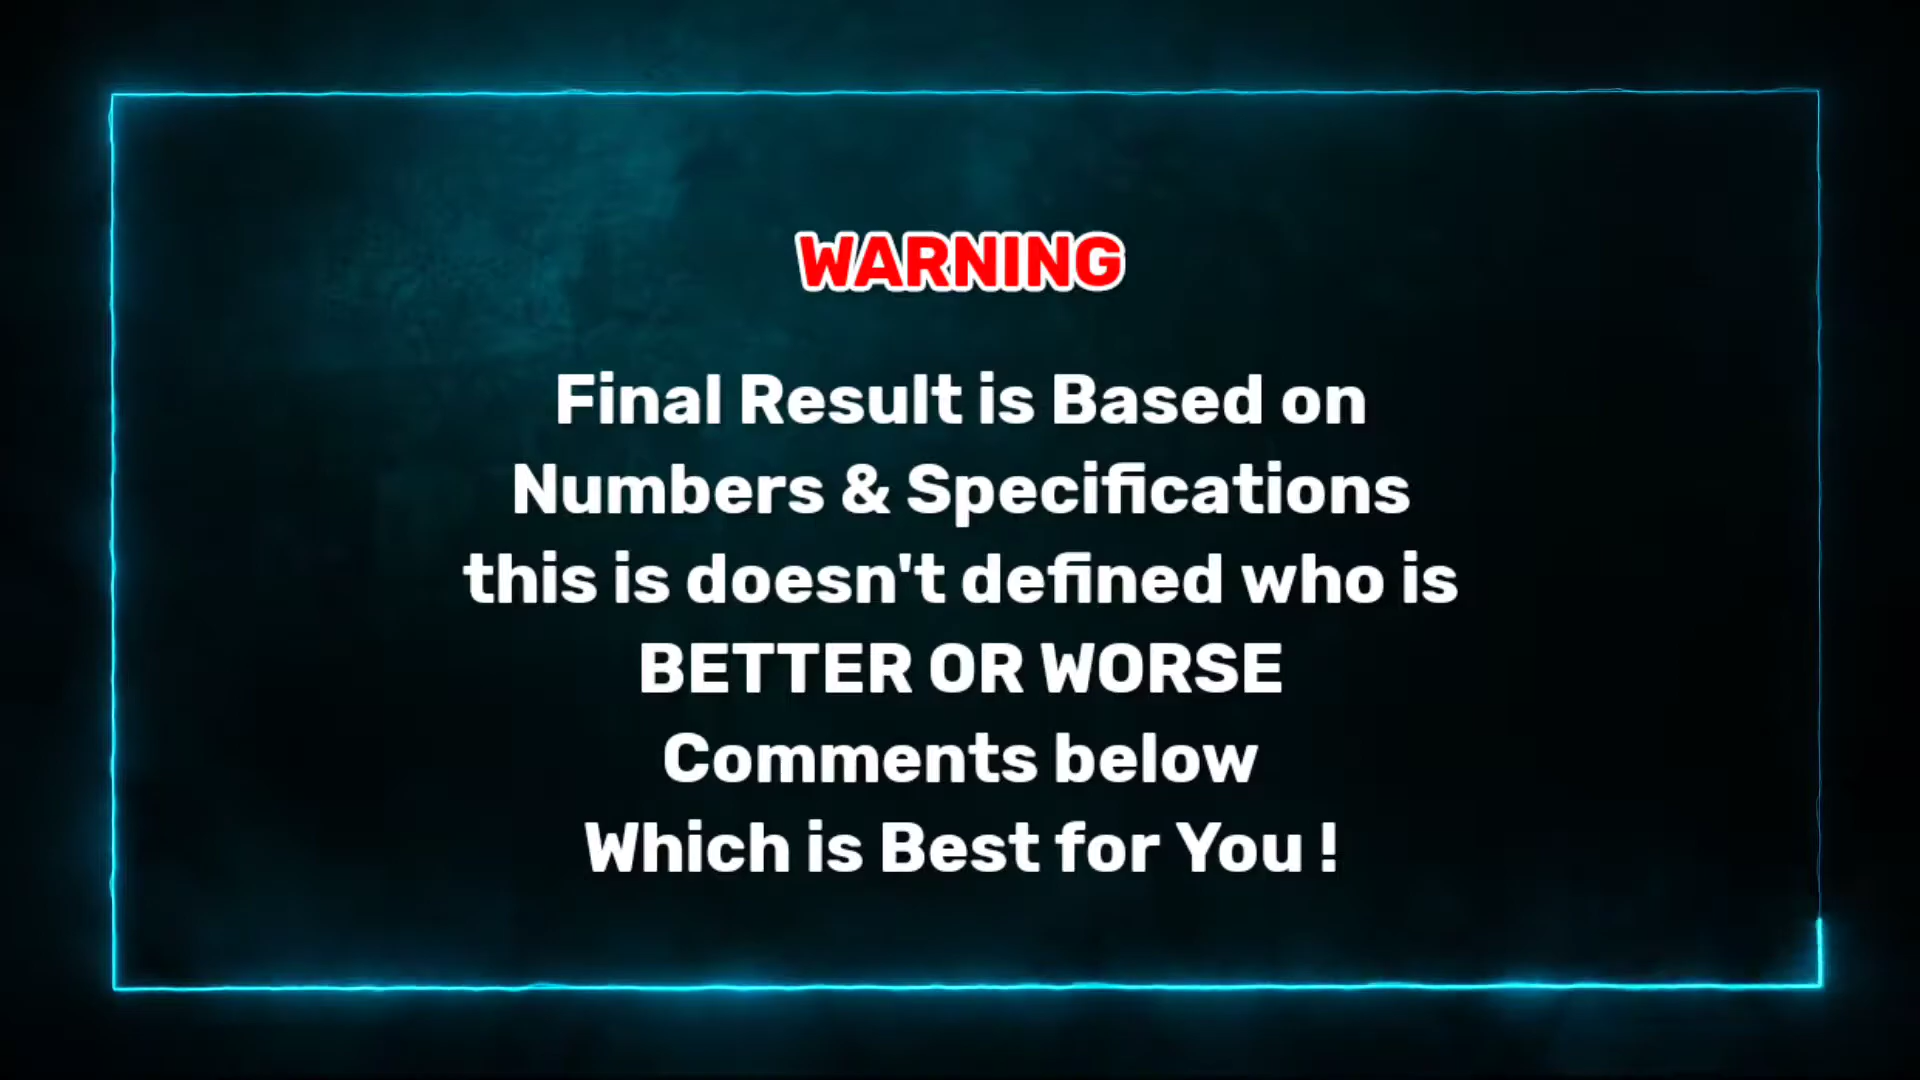 WARNING
Final Result is Based on
Numbers & Specifications
this is doesn't defined who is
BETTER OR WORSE
Comments below
Which is Best for You !